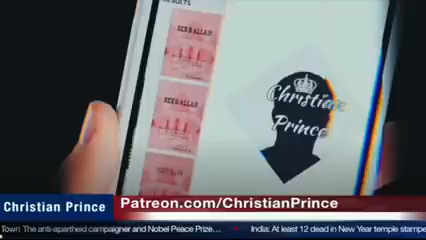 RESULTS
SEX & ALLAH
SEX & ALLAH
Christian
Prince
Christian Prince
Patreon.com/ChristianPrince
Town The anti-apartheid campaigner and Nobel Peace Prize...
India: At least 12 dead in New Year temple stampe